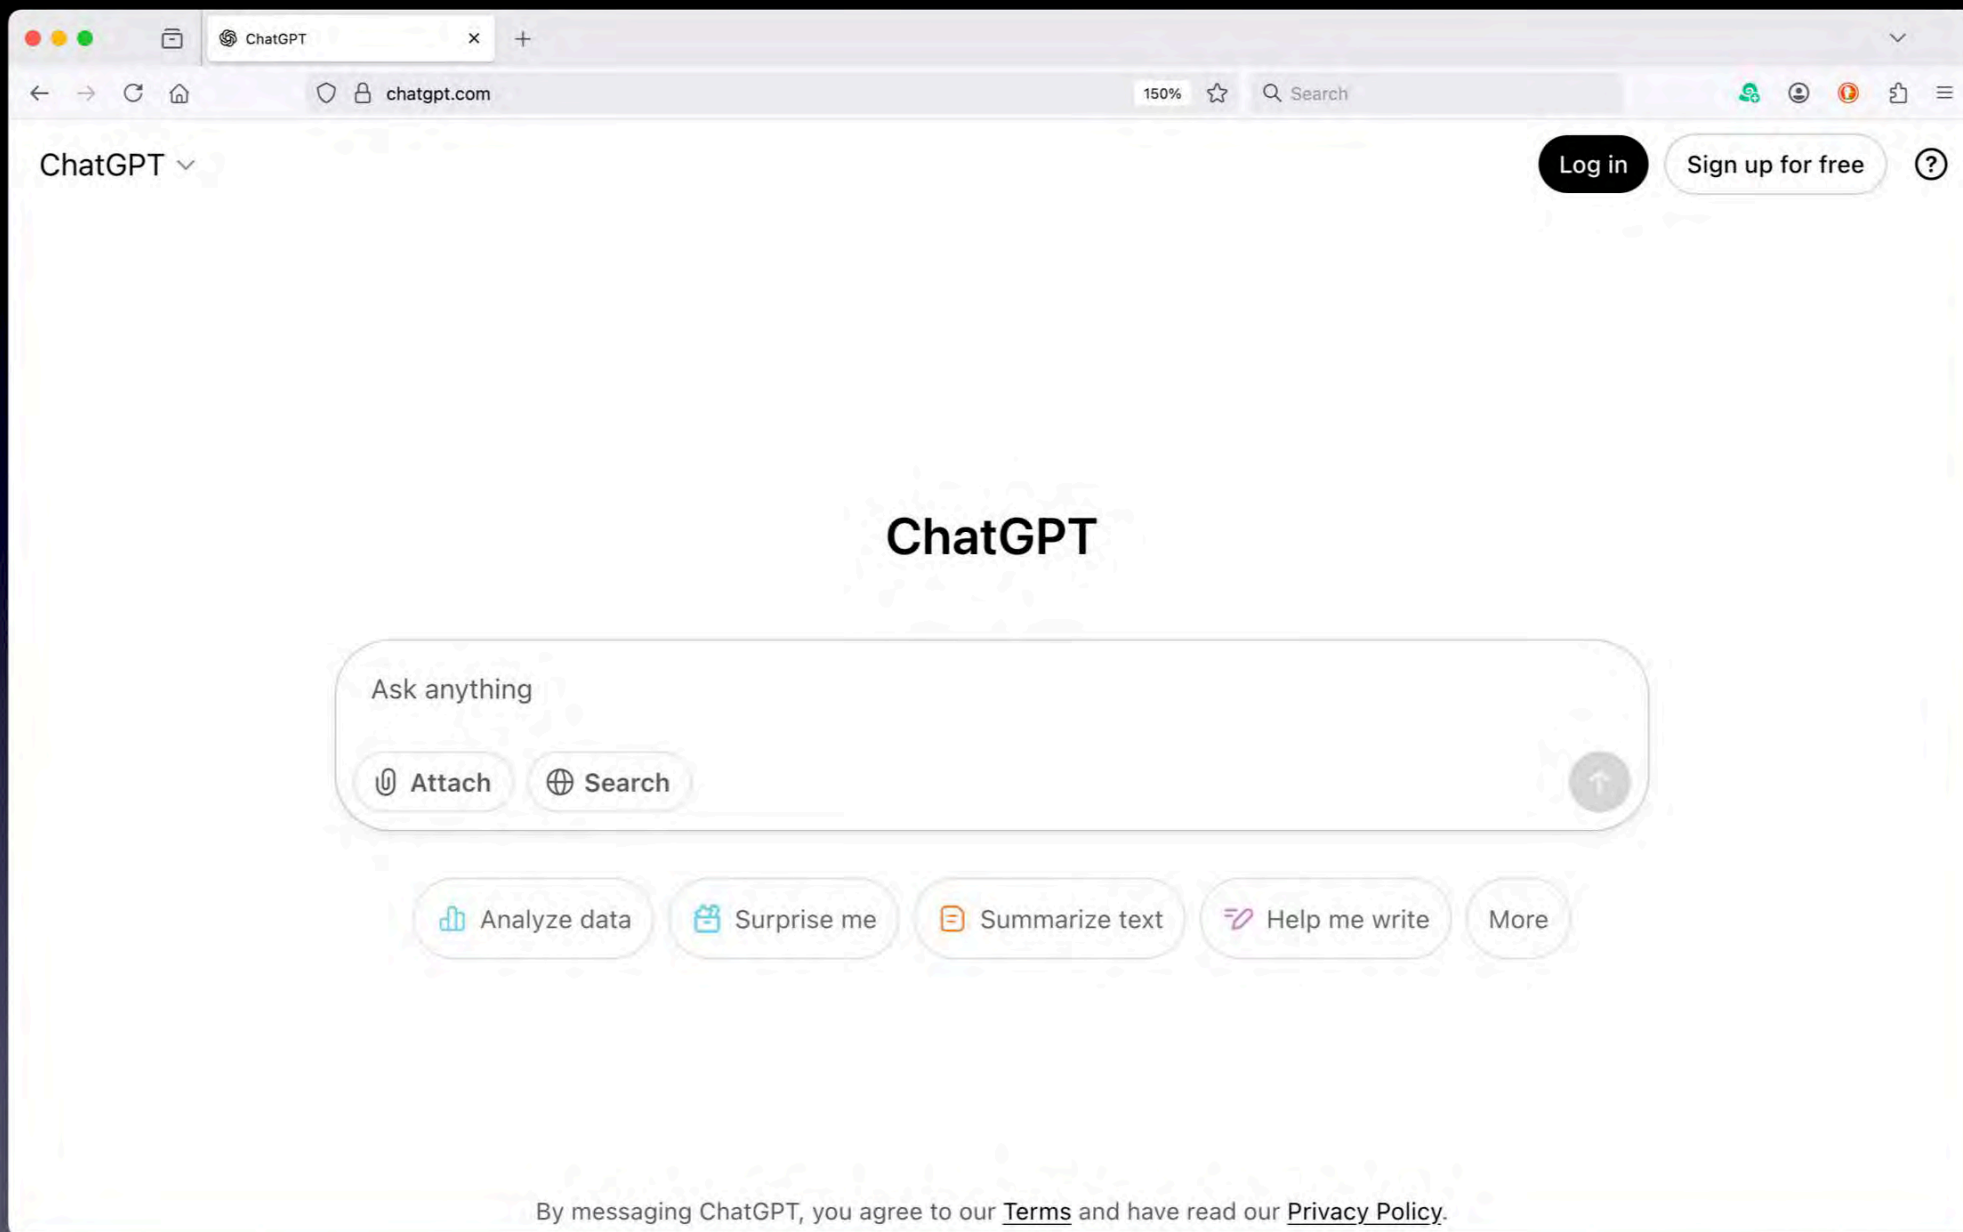 ChatGPT
chatgpt.com
150%
Search
ChatGPT
Log in
Sign up for free
?
ChatGPT
Ask anything
Attach
Search
Analyze data
Surprise me
Summarize text
Help me write
More
By messaging ChatGPT, you agree to our Terms and have read our Privacy Policy.